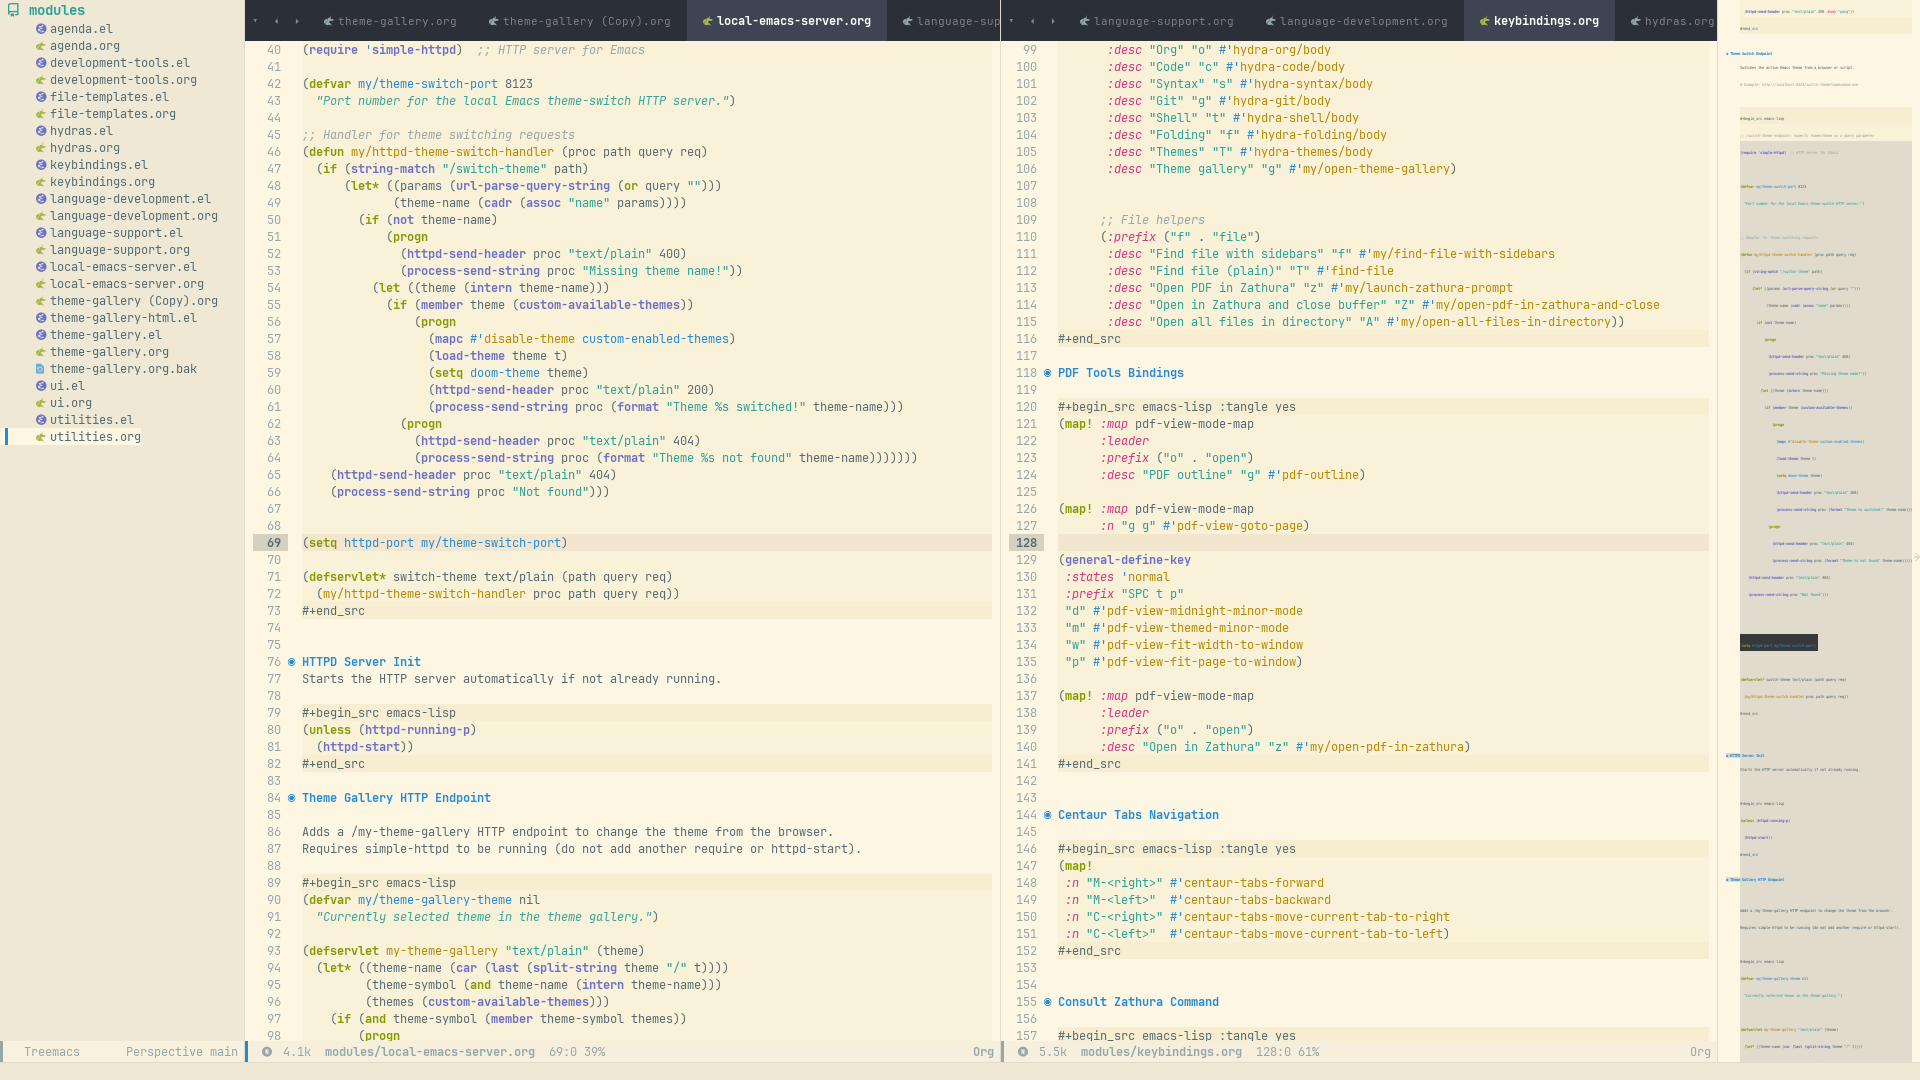 modules
agenda.el
agenda.org
development-tools.el
development-tools.org
file-templates.el
file-templates.org
hydras.el
hydras.org
keybindings.el
keybindings.org
language-development.el
language-development.org
language-support.el
language-support.org
local-emacs-server.el
local-emacs-server.org
theme-gallery (Copy).org
theme-gallery-html.el
theme-gallery.el
theme-gallery.org
theme-gallery.org.bak
ui.el
ui.org
utilities.el
utilities.org
Treemacs Perspective main
theme-gallery.org theme-gallery (Copy).org local-emacs-server.org language-sup
40 (require 'simple-httpd)  ;; HTTP server for Emacs
41
42 (defvar my/theme-switch-port 8123
43   "Port number for the local Emacs theme-switch HTTP server.")
44
45 ;; Handler for theme switching requests
46 (defun my/httpd-theme-switch-handler (proc path query req)
47   (if (string-match "/switch-theme" path)
48       (let* ((params (url-parse-query-string (or query "")))
49              (theme-name (cadr (assoc "name" params))))
50         (if (not theme-name)
51             (progn
52               (httpd-send-header proc "text/plain" 400)
53               (process-send-string proc "Missing theme name!"))
54           (let ((theme (intern theme-name)))
55             (if (member theme (custom-available-themes))
56                 (progn
57                   (mapc #'disable-theme custom-enabled-themes)
58                   (load-theme theme t)
59                   (setq doom-theme theme)
60                   (httpd-send-header proc "text/plain" 200)
61                   (process-send-string proc (format "Theme %s switched!" theme-name)))
62               (progn
63                 (httpd-send-header proc "text/plain" 404)
64                 (process-send-string proc (format "Theme %s not found" theme-name)))))))
65     (httpd-send-header proc "text/plain" 404)
66     (process-send-string proc "Not found")))
67
68
69 (setq httpd-port my/theme-switch-port)
70
71 (defservlet* switch-theme text/plain (path query req)
72   (my/httpd-theme-switch-handler proc path query req))
73 #+end_src
74
75
76 ◉ HTTPD Server Init
77 Starts the HTTP server automatically if not already running.
78
79 #+begin_src emacs-lisp
80 (unless (httpd-running-p)
81   (httpd-start))
82 #+end_src
83
84 ◉ Theme Gallery HTTP Endpoint
85
86 Adds a /my-theme-gallery HTTP endpoint to change the theme from the browser.
87 Requires simple-httpd to be running (do not add another require or httpd-start).
88
89 #+begin_src emacs-lisp
90 (defvar my/theme-gallery-theme nil
91   "Currently selected theme in the theme gallery.")
92
93 (defservlet my-theme-gallery "text/plain" (theme)
94   (let* ((theme-name (car (last (split-string theme "/" t))))
95          (theme-symbol (and theme-name (intern theme-name)))
96          (themes (custom-available-themes)))
97     (if (and theme-symbol (member theme-symbol themes))
98         (progn
4.1k modules/local-emacs-server.org 69:0 39% Org
language-support.org language-development.org keybindings.org hydras.org
99        :desc "Org" "o" #'hydra-org/body
100       :desc "Code" "c" #'hydra-code/body
101       :desc "Syntax" "s" #'hydra-syntax/body
102       :desc "Git" "g" #'hydra-git/body
103       :desc "Shell" "t" #'hydra-shell/body
104       :desc "Folding" "f" #'hydra-folding/body
105       :desc "Themes" "T" #'hydra-themes/body
106       :desc "Theme gallery" "g" #'my/open-theme-gallery)
107
108
109      ;; File helpers
110      (:prefix ("f" . "file")
111       :desc "Find file with sidebars" "f" #'my/find-file-with-sidebars
112       :desc "Find file (plain)" "T" #'find-file
113       :desc "Open PDF in Zathura" "z" #'my/launch-zathura-prompt
114       :desc "Open in Zathura and close buffer" "Z" #'my/open-pdf-in-zathura-and-close
115       :desc "Open all files in directory" "A" #'my/open-all-files-in-directory))
116 #+end_src
117
118 ◉ PDF Tools Bindings
119
120 #+begin_src emacs-lisp :tangle yes
121 (map! :map pdf-view-mode-map
122       :leader
123       :prefix ("o" . "open")
124       :desc "PDF outline" "g" #'pdf-outline)
125
126 (map! :map pdf-view-mode-map
127       :n "g g" #'pdf-view-goto-page)
128
129 (general-define-key
130  :states 'normal
131  :prefix "SPC t p"
132  "d" #'pdf-view-midnight-minor-mode
133  "m" #'pdf-view-themed-minor-mode
134  "w" #'pdf-view-fit-width-to-window
135  "p" #'pdf-view-fit-page-to-window)
136
137 (map! :map pdf-view-mode-map
138       :leader
139       :prefix ("o" . "open")
140       :desc "Open in Zathura" "z" #'my/open-pdf-in-zathura)
141 #+end_src
142
143
144 ◉ Centaur Tabs Navigation
145
146 #+begin_src emacs-lisp :tangle yes
147 (map!
148  :n "M-<right>" #'centaur-tabs-forward
149  :n "M-<left>"  #'centaur-tabs-backward
150  :n "C-<right>" #'centaur-tabs-move-current-tab-to-right
151  :n "C-<left>"  #'centaur-tabs-move-current-tab-to-left)
152 #+end_src
153
154
155 ◉ Consult Zathura Command
156
157 #+begin_src emacs-lisp :tangle yes
5.5k modules/keybindings.org 128:0 61% Org